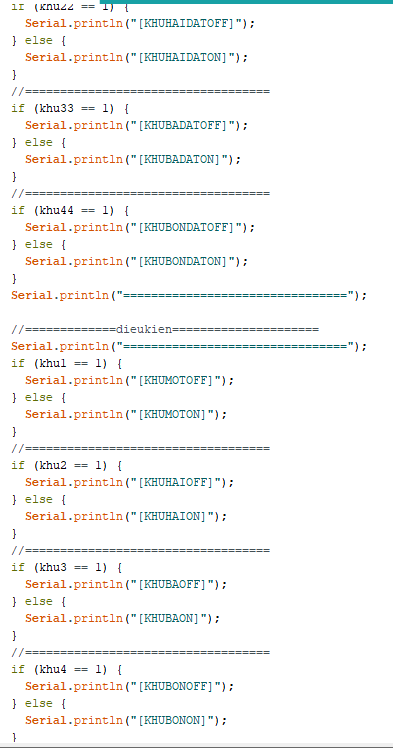 if (khu22 == 1) {
  Serial.println("[KHUHAIDATOFF]");
} else {
  Serial.println("[KHUHAIDATON]");
}
//===================================
if (khu33 == 1) {
  Serial.println("[KHUBADATOFF]");
} else {
  Serial.println("[KHUBADATON]");
}
//===================================
if (khu44 == 1) {
  Serial.println("[KHUBONDATOFF]");
} else {
  Serial.println("[KHUBONDATON]");
}
Serial.println("================================");
//=============dieukien=====================
Serial.println("================================");
if (khu1 == 1) {
  Serial.println("[KHUMOTOFF]");
} else {
  Serial.println("[KHUMOTON]");
}
//===================================
if (khu2 == 1) {
  Serial.println("[KHUHAIOFF]");
} else {
  Serial.println("[KHUHAION]");
}
//===================================
if (khu3 == 1) {
  Serial.println("[KHUBAOFF]");
} else {
  Serial.println("[KHUBAON]");
}
//===================================
if (khu4 == 1) {
  Serial.println("[KHUBONOFF]");
} else {
  Serial.println("[KHUBONON]");
}